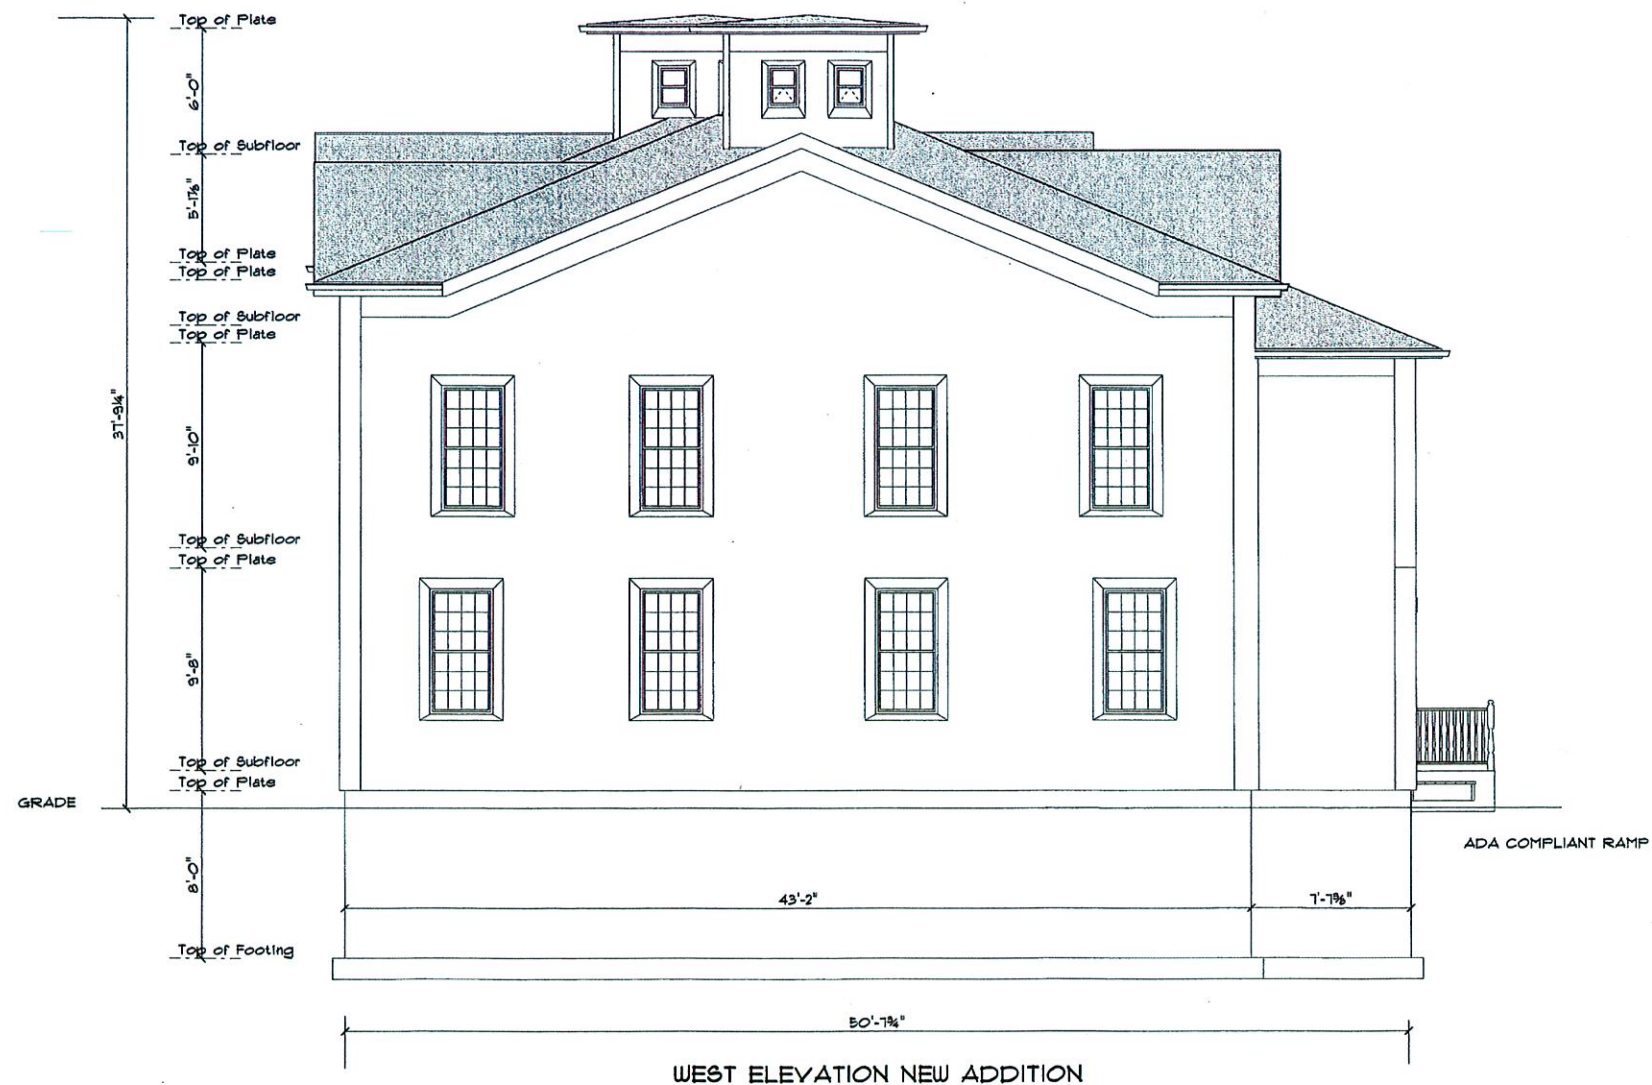 Top of Plate
6'-0"
Top of Subfloor
5'-1⅞"
Top of Plate
Top of Plate
Top of Subfloor
Top of Plate
37'-9¼"
9'-10"
Top of Subfloor
Top of Plate
9'-8"
Top of Subfloor
Top of Plate
GRADE
ADA COMPLIANT RAMP
8'-0"
43'-2"
7'-7⅝"
Top of Footing
50'-7¾"
WEST ELEVATION NEW ADDITION